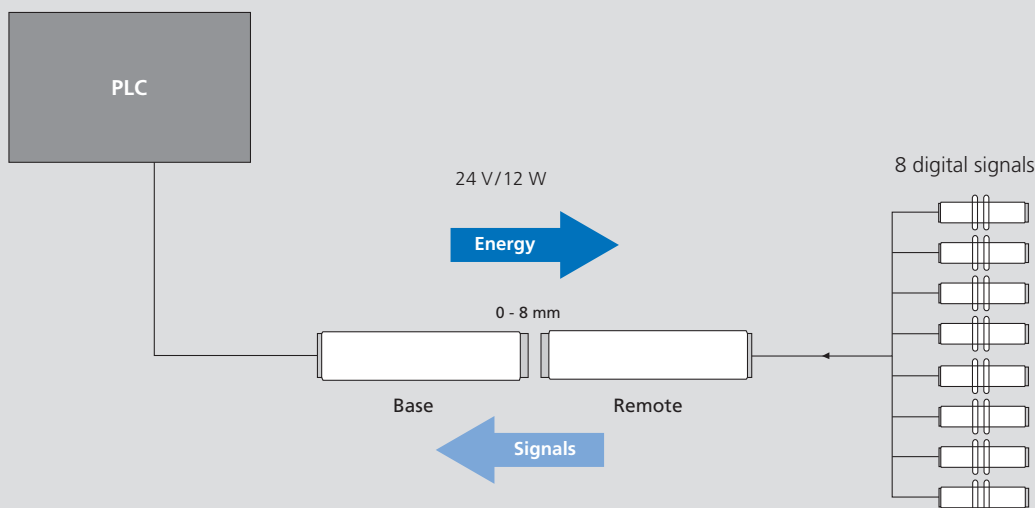 PLC
24 V/12 W
8 digital signals
Energy
0 - 8 mm
Base
Remote
Signals